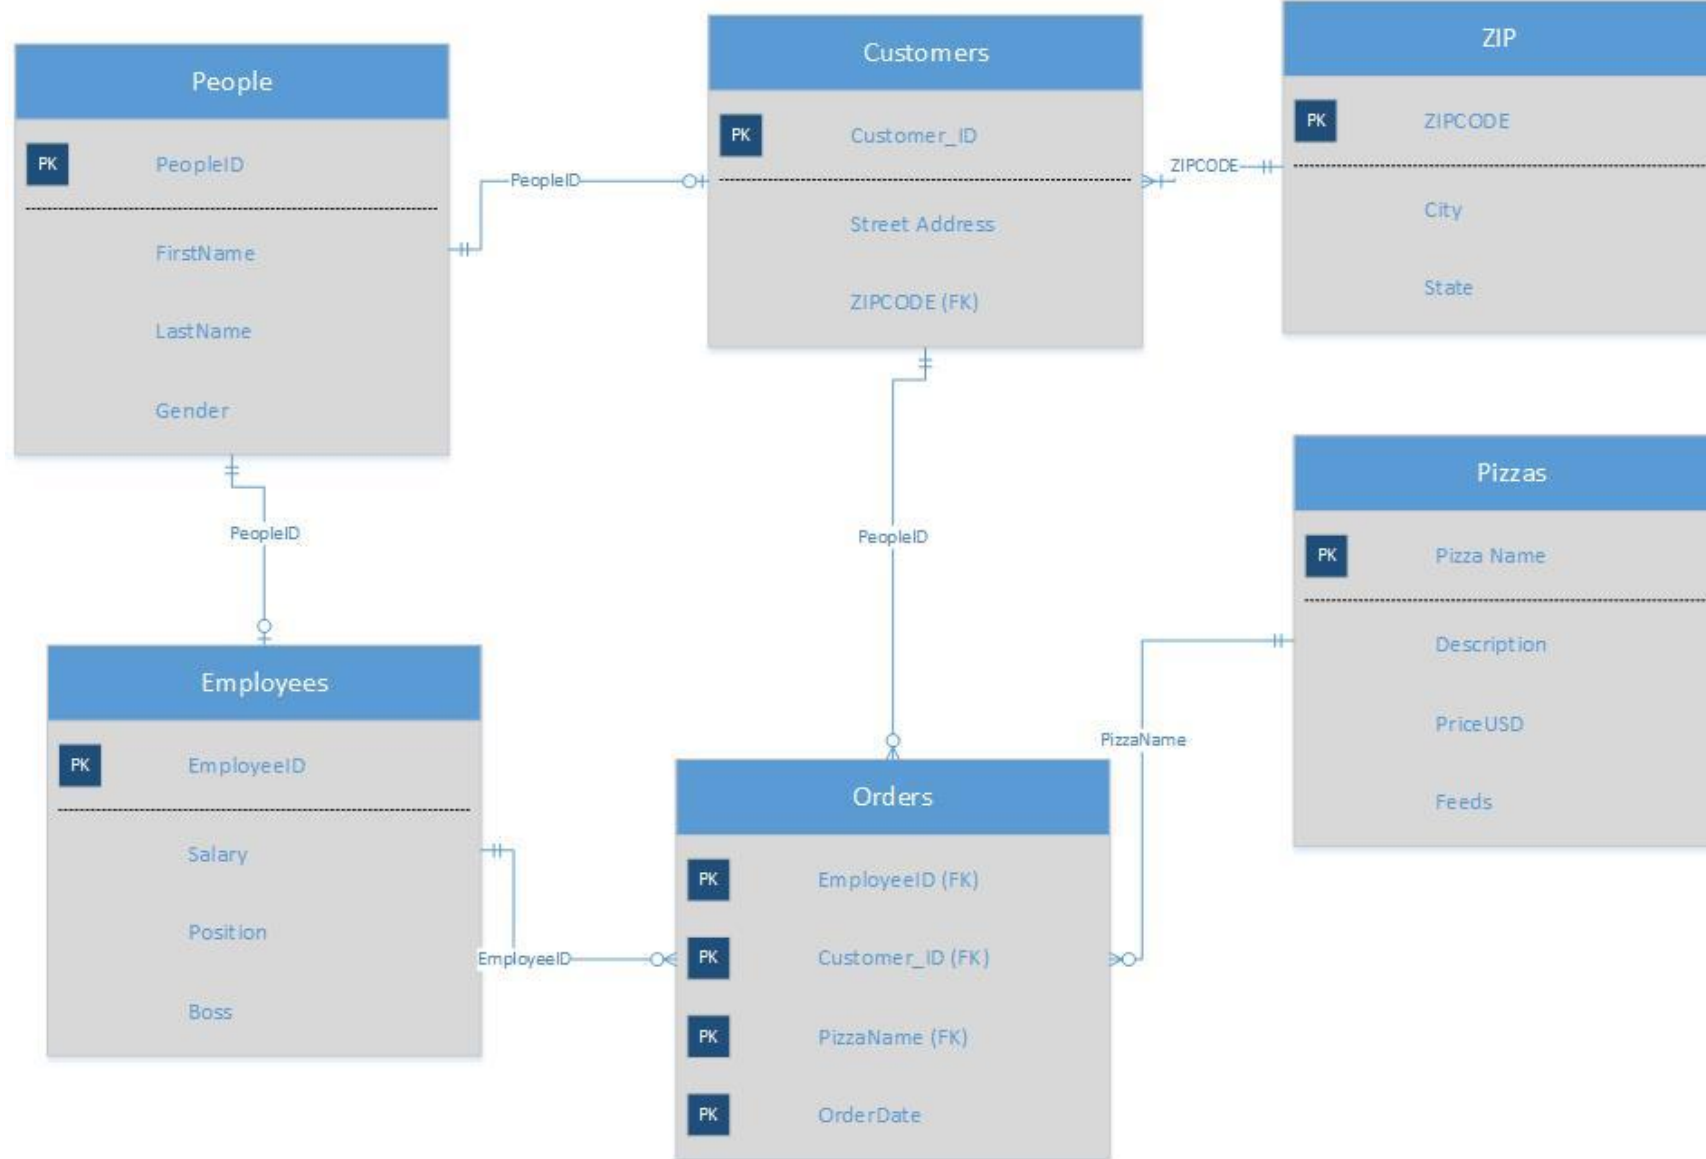 People
PK PeopleID
FirstName
LastName
Gender
PeopleID
Customers
PK Customer_ID
Street Address
ZIPCODE (FK)
ZIPCODE
ZIP
PK ZIPCODE
City
State
PeopleID
PeopleID
Employees
PK EmployeeID
Salary
Position
Boss
EmployeeID
Orders
PK EmployeeID (FK)
PK Customer_ID (FK)
PK PizzaName (FK)
PK OrderDate
PizzaName
Pizzas
PK Pizza Name
Description
PriceUSD
Feeds